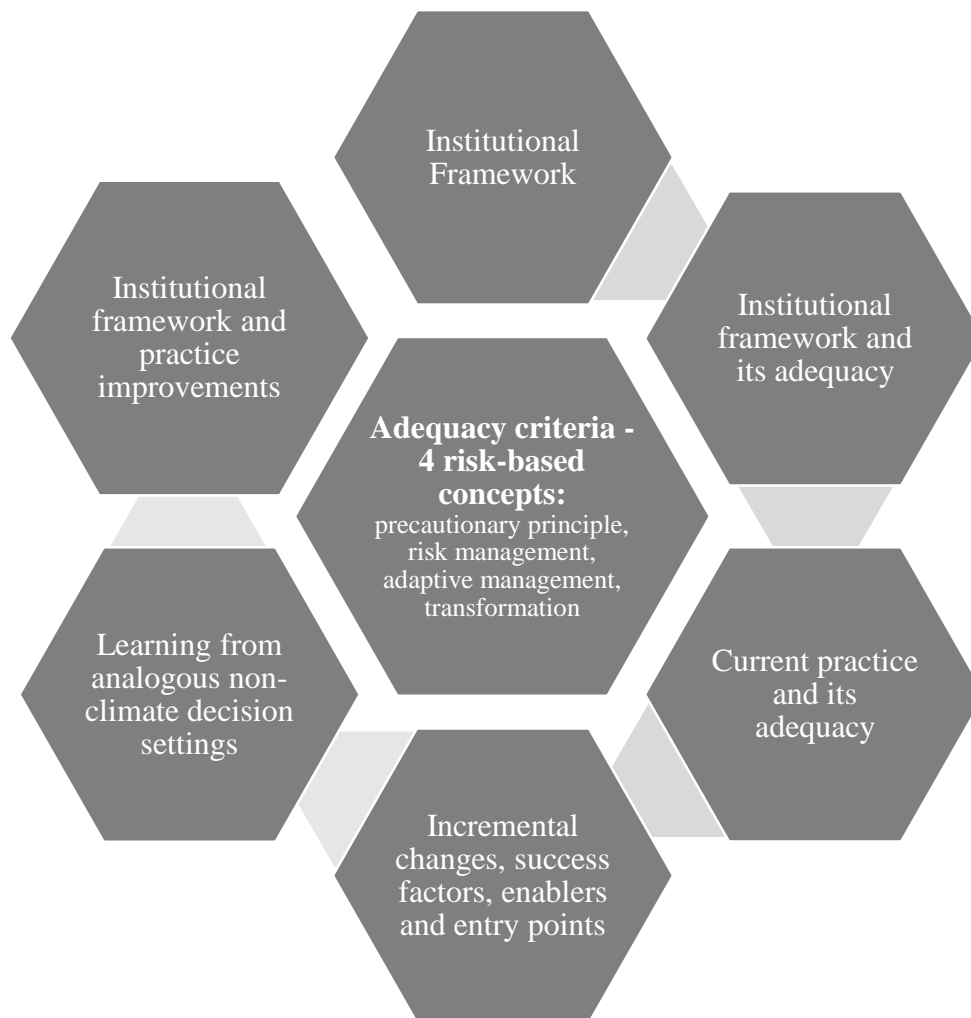 Institutional
Framework
Institutional
framework and
its adequacy
Current practice
and its
adequacy
Incremental
changes, success
factors, enablers
and entry points
Learning from
analogous non-
climate decision
settings
Institutional
framework and
practice
improvements
Adequacy criteria -
4 risk-based
concepts:
precautionary principle,
risk management,
adaptive management,
transformation